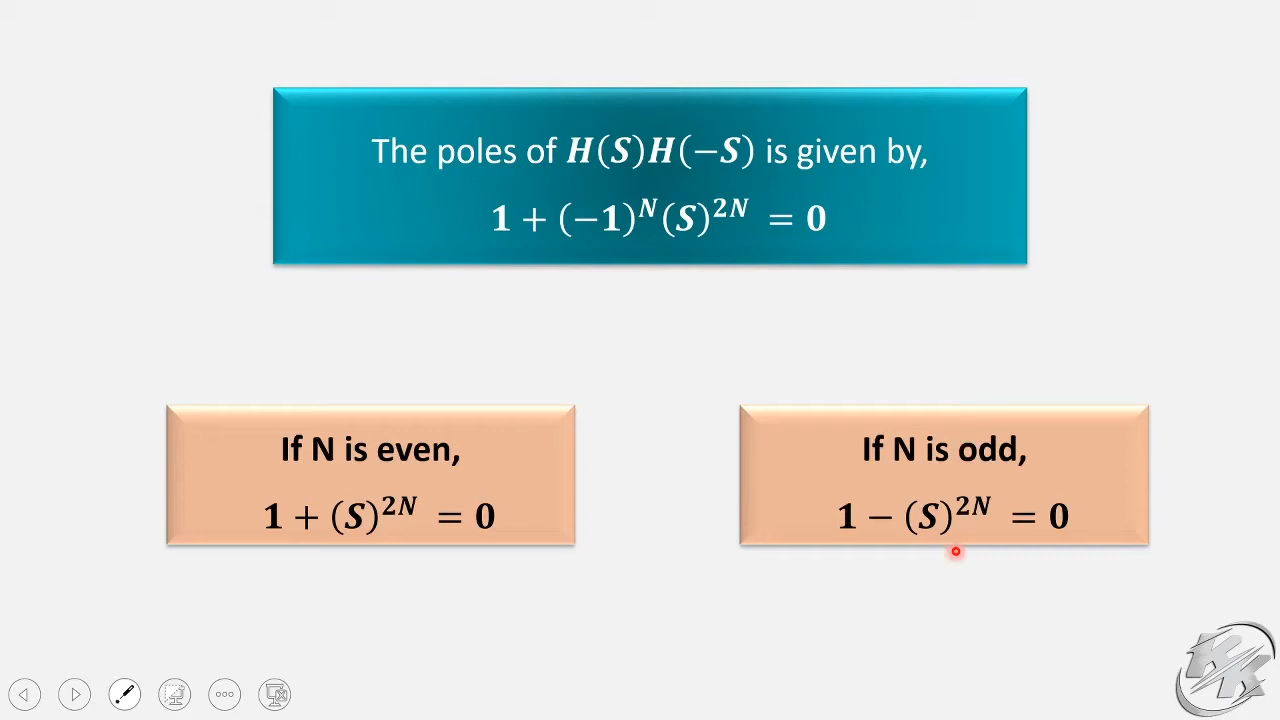 The poles of H(S)H(−S) is given by,
1 + (−1)^N (S)^{2N} = 0
If N is even,
1 + (S)^{2N} = 0
If N is odd,
1 − (S)^{2N} = 0
KK